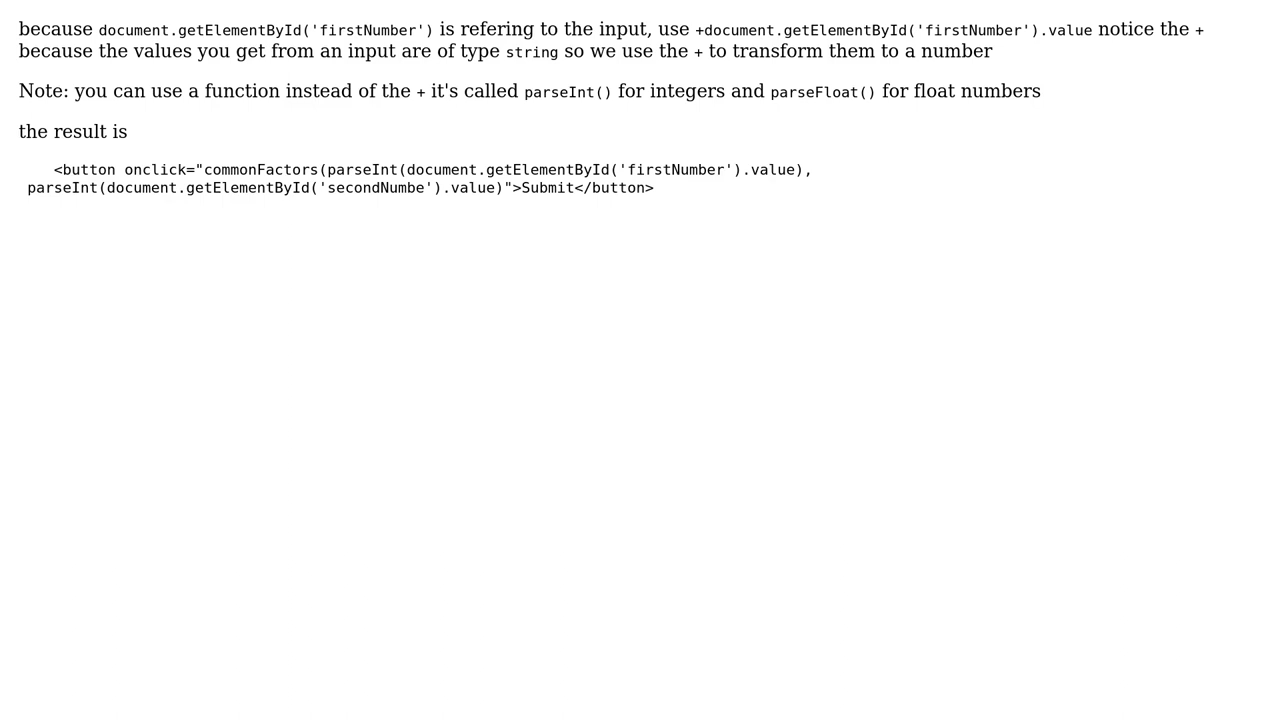 because document.getElementById('firstNumber') is refering to the input, use +document.getElementById('firstNumber').value notice the +
because the values you get from an input are of type string so we use the + to transform them to a number
Note: you can use a function instead of the + it's called parseInt() for integers and parseFloat() for float numbers
the result is
<button onclick="commonFactors(parseInt(document.getElementById('firstNumber').value),
parseInt(document.getElementById('secondNumbe').value)">Submit</button>